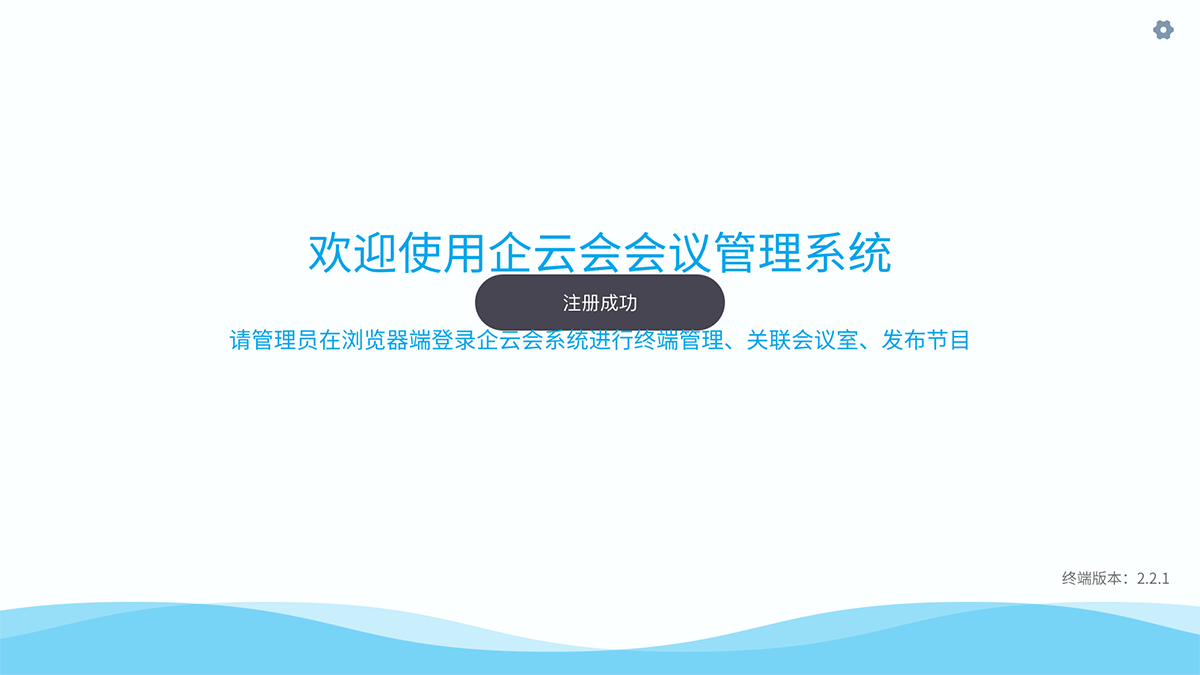 欢迎使用企云会会议管理系统
注册成功
请管理员在浏览器端登录企云会系统进行终端管理、关联会议室、发布节目
终端版本：2.2.1